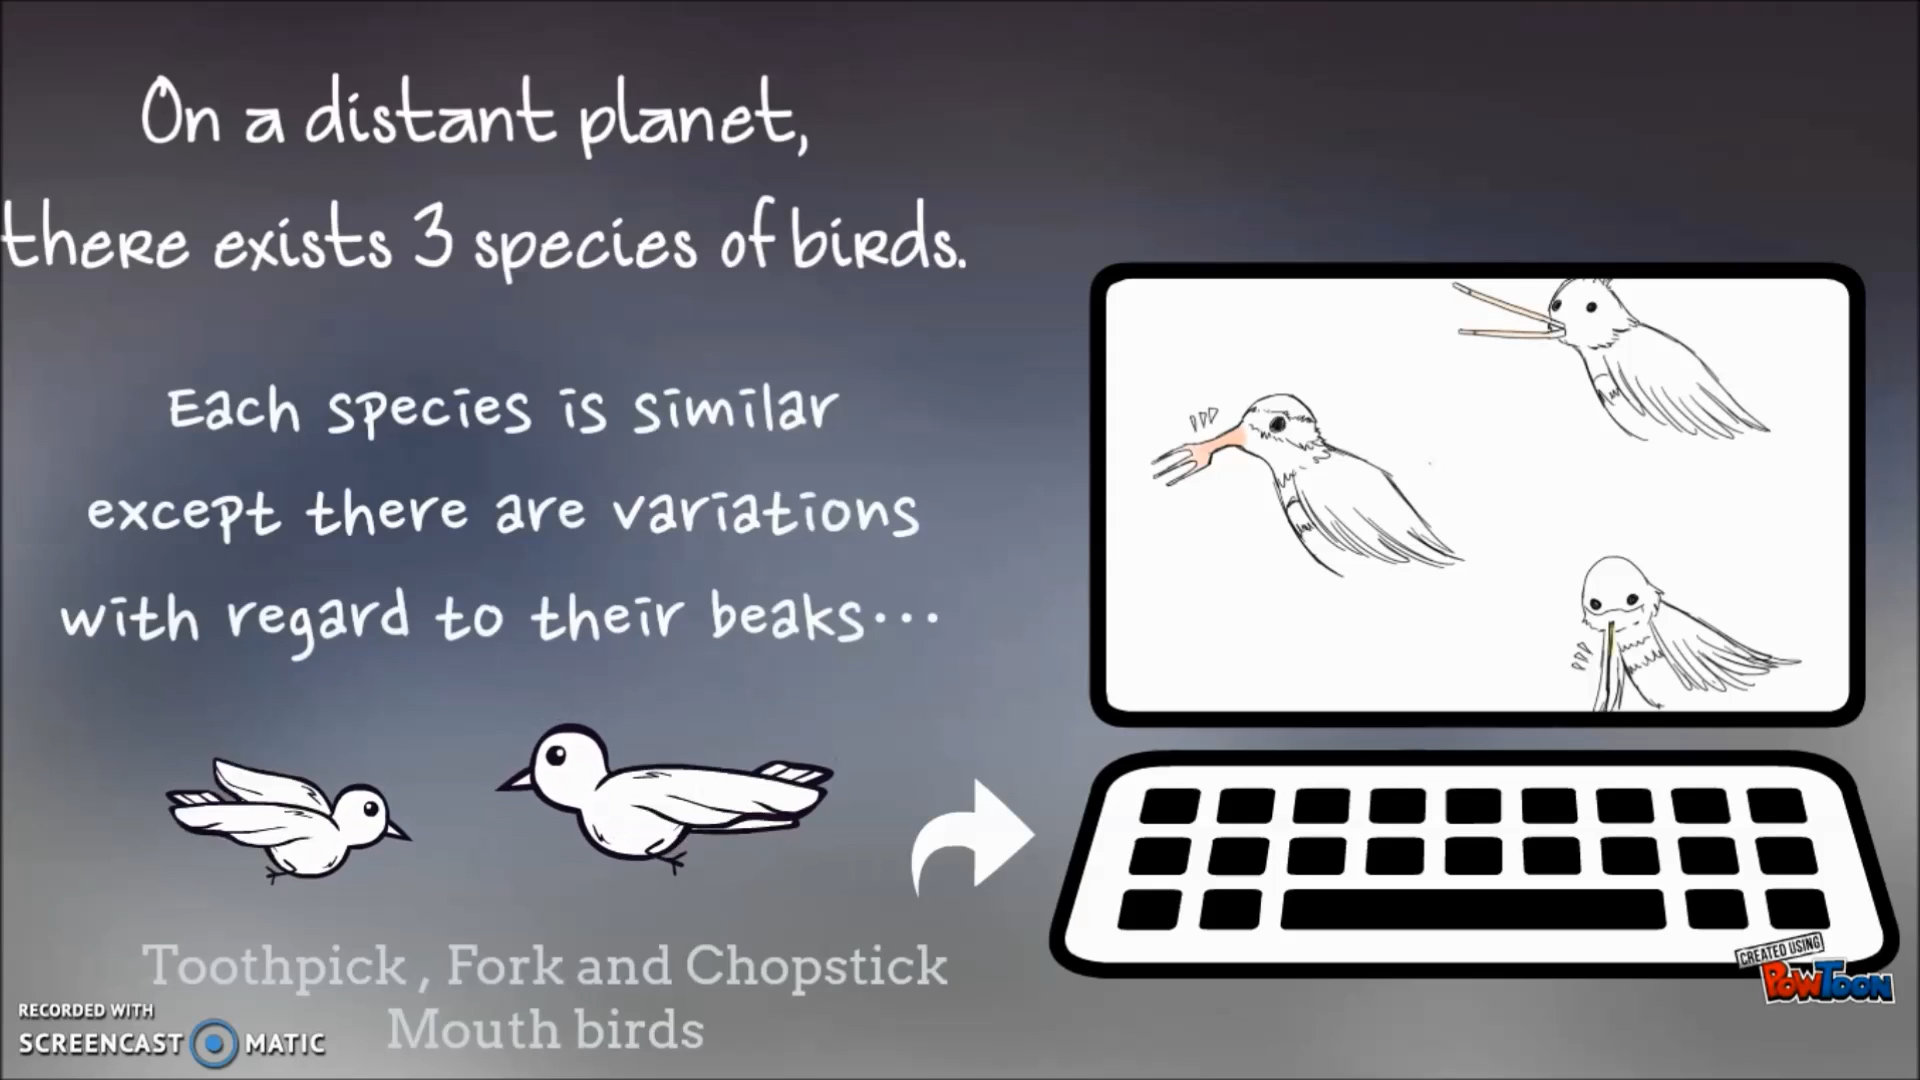 On a distant planet,
there exists 3 species of birds.
Each species is similar
except there are variations
with regard to their beaks...
Toothpick, Fork and Chopstick
Mouth birds
RECORDED WITH
SCREENCAST MATIC
CREATED USING
POWTOON